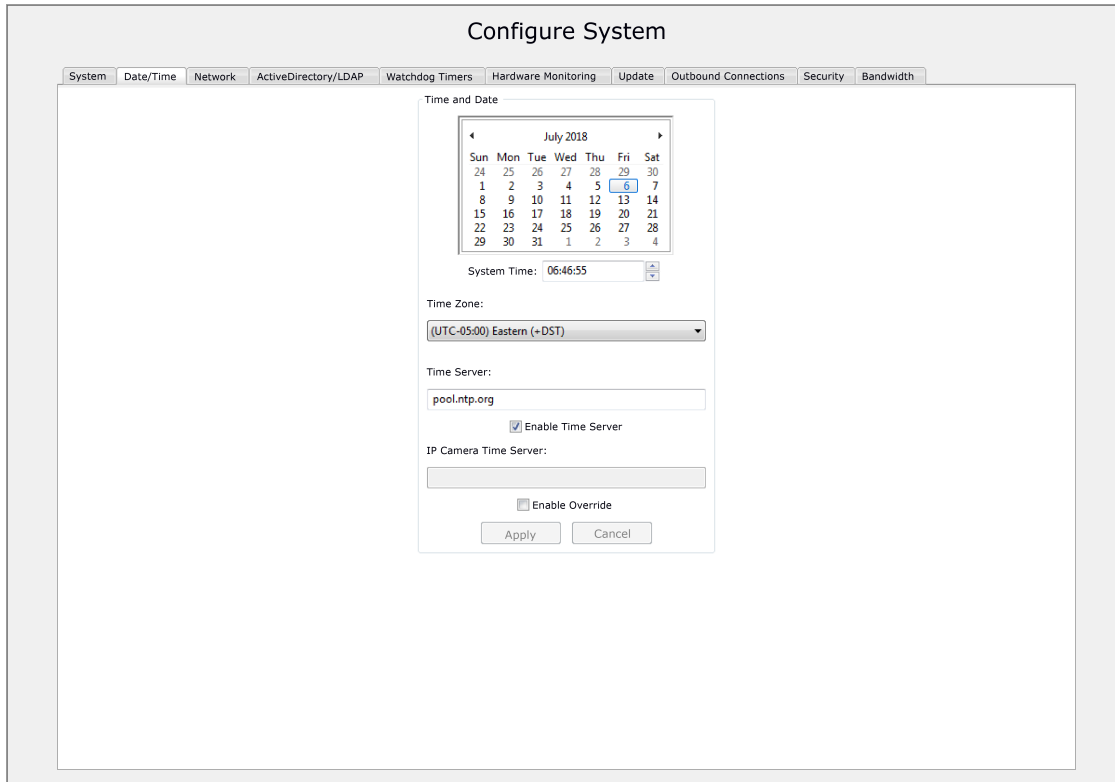 Configure System
System Date/Time Network ActiveDirectory/LDAP Watchdog Timers Hardware Monitoring Update Outbound Connections Security Bandwidth
Time and Date
July 2018
Sun Mon Tue Wed Thu Fri Sat
24 25 26 27 28 29 30
1 2 3 4 5 6 7
8 9 10 11 12 13 14
15 16 17 18 19 20 21
22 23 24 25 26 27 28
29 30 31 1 2 3 4
System Time: 06:46:55
Time Zone:
(UTC-05:00) Eastern (+DST)
Time Server:
pool.ntp.org
Enable Time Server
IP Camera Time Server:
Enable Override
Apply Cancel